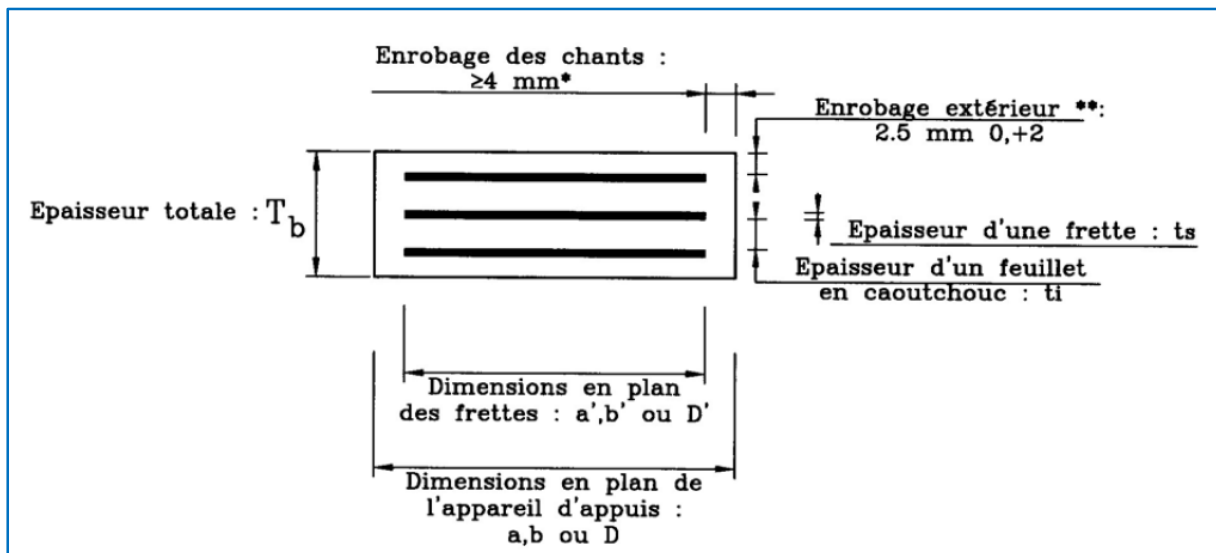 Enrobage des chants :
≥4 mm*
Enrobage extérieur **:
2.5 mm 0,+2
Epaisseur totale : Tb
Epaisseur d'une frette : ts
Epaisseur d'un feuillet
en caoutchouc : ti
Dimensions en plan
des frettes : a',b' ou D'
Dimensions en plan de
l'appareil d'appuis :
a,b ou D